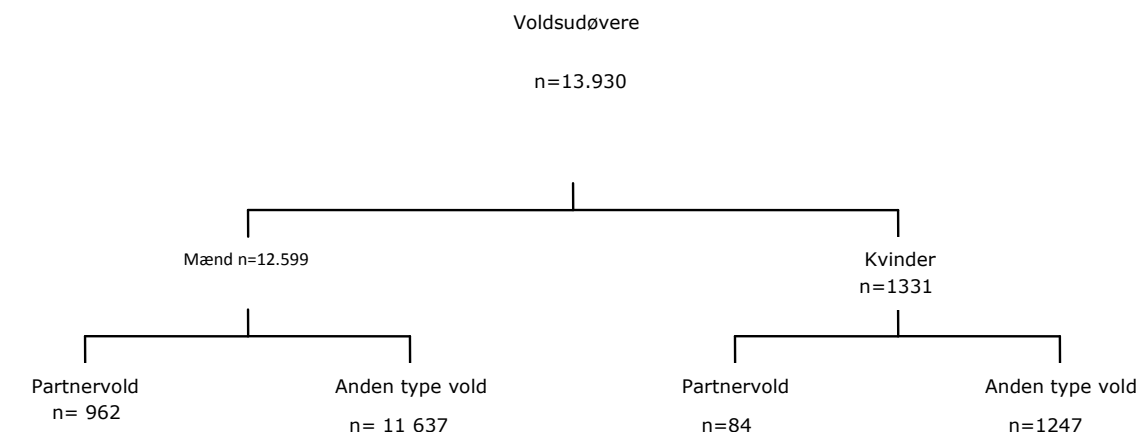 Voldsudøvere
n=13.930
Mænd n=12.599
Kvinder
n=1331
Partnervold
n= 962
Anden type vold
n= 11 637
Partnervold
n=84
Anden type vold
n=1247